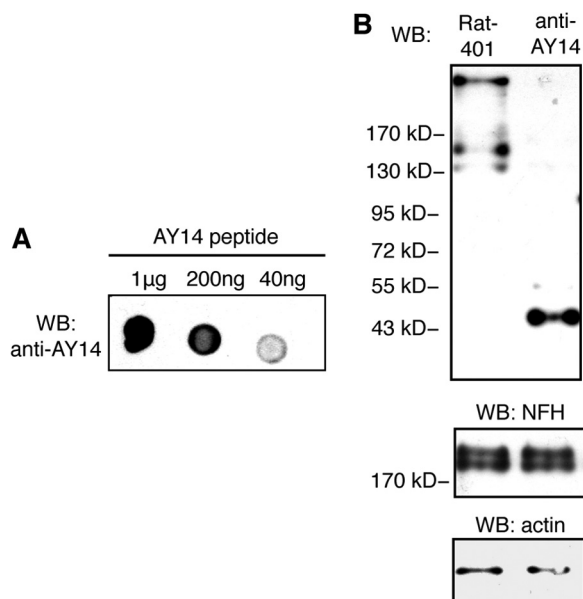 A
AY14 peptide
1µg 200ng 40ng
WB:
anti-AY14
B
WB:
Rat-
401
anti-
AY14
170 kD–
130 kD–
95 kD–
72 kD–
55 kD–
43 kD–
WB: NFH
170 kD–
WB: actin